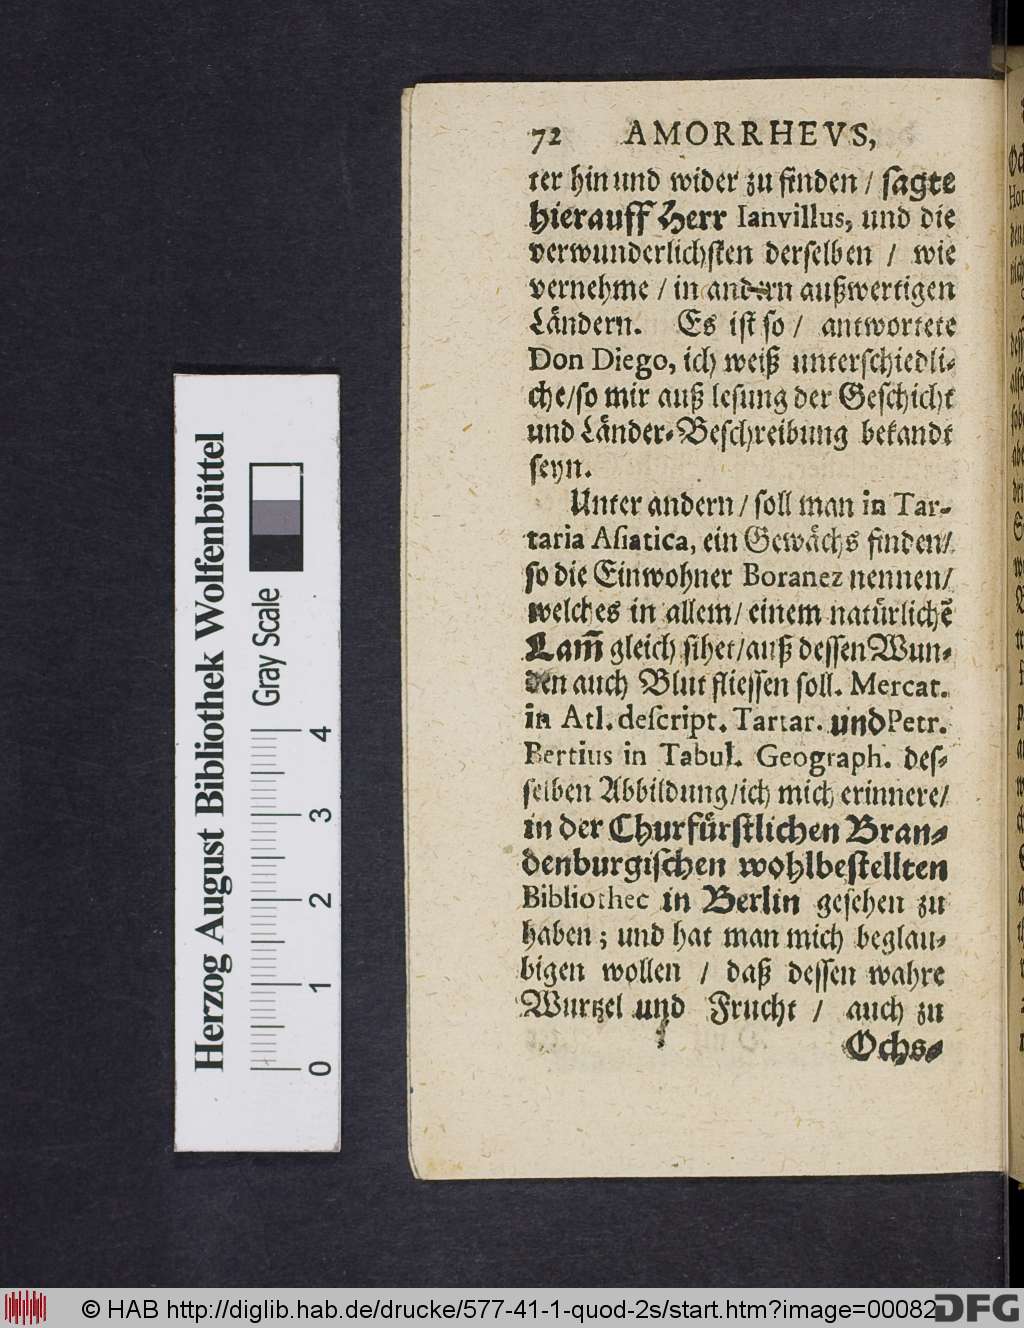 72 AMORRHEVS,
ter hin und wider zu finden / sagte
hierauff Herr Ianvillus, und die
verwunderlichsten derselben / wie
vernehme / in andern außwertigen
Ländern. Es ist so / antwortete
Don Diego, ich weiß unterschiedli-
che/so mir auß lesung der Geschicht
und Länder-Beschreibung bekandt
seyn.
Unter andern / soll man in Tar-
taria Asiatica, ein Gewächs finden/
so die Einwohner Boranez nennen/
welches in allem/ einem natürlichẽ
Lam̃ gleich sihet/auß dessen Wun-
den auch Blut fliessen soll. Mercat.
in Atl. descript. Tartar. und Petr.
Bertius in Tabul. Geograph. des-
selben Abbildung/ich mich erinnere/
in der Churfürstlichen Bran-
denburgischen wohlbestellten
Bibliothec in Berlin gesehen zu
haben ; und hat man mich beglau-
bigen wollen / daß dessen wahre
Wurtzel und Frucht / auch zu
Ochs-
Herzog August Bibliothek Wolfenbüttel
Gray Scale
0 1 2 3 4
© HAB http://diglib.hab.de/drucke/577-41-1-quod-2s/start.htm?image=00082
DFG